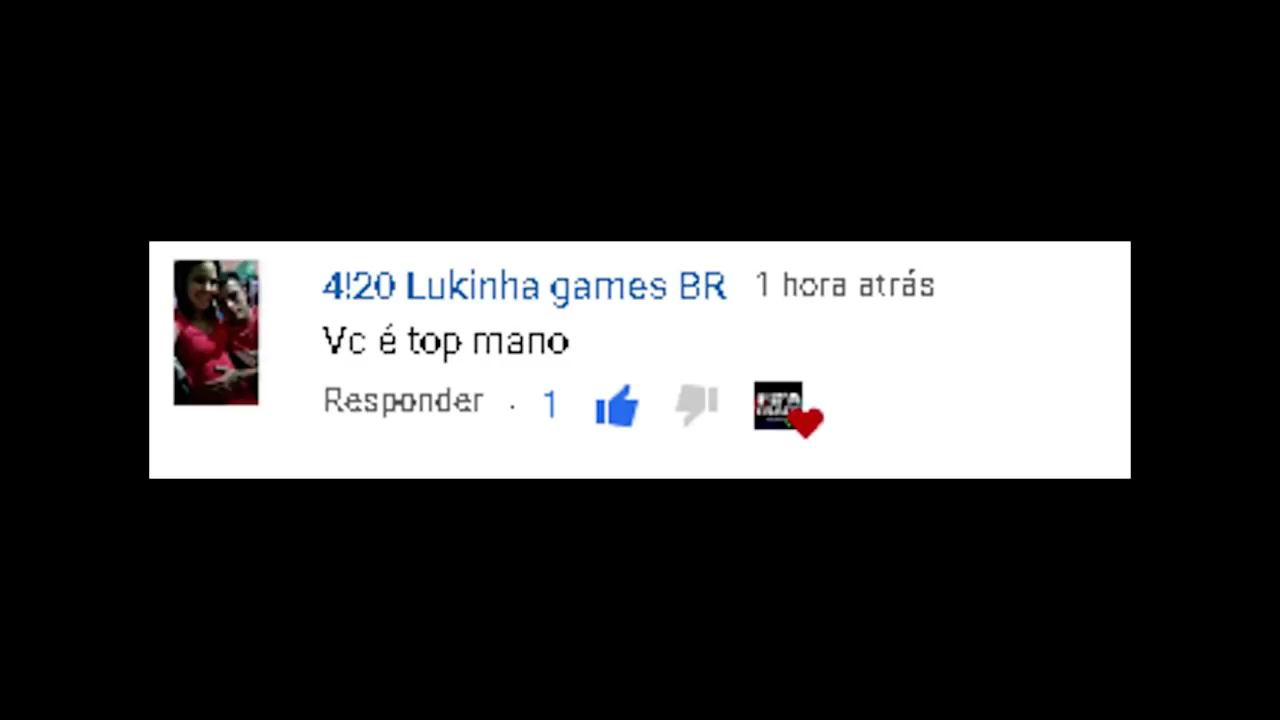 4!20 Lukinha games BR 1 hora atrás
Vc é top mano
Responder · 1